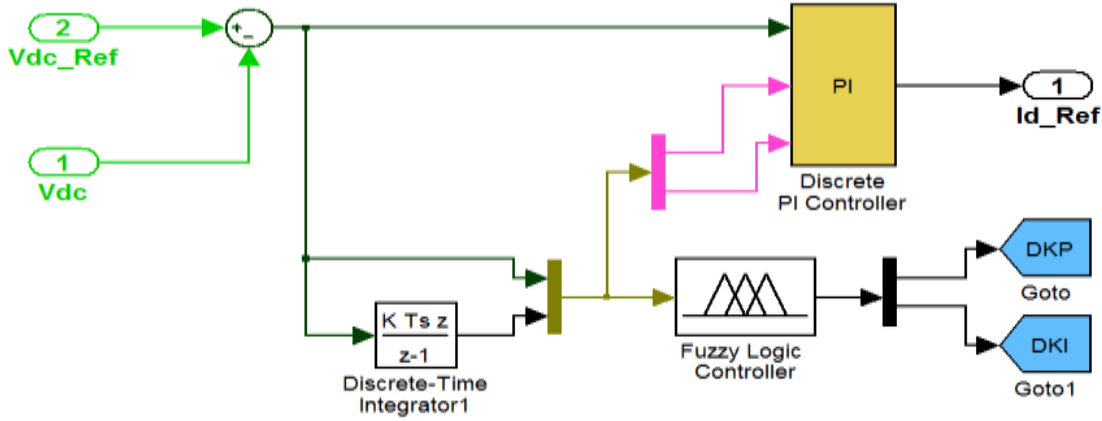 2
Vdc_Ref
+
-
1
Vdc
PI
Discrete
PI Controller
1
Id_Ref
K Ts z
z-1
Discrete-Time
Integrator1
Fuzzy Logic
Controller
DKP
Goto
DKI
Goto1